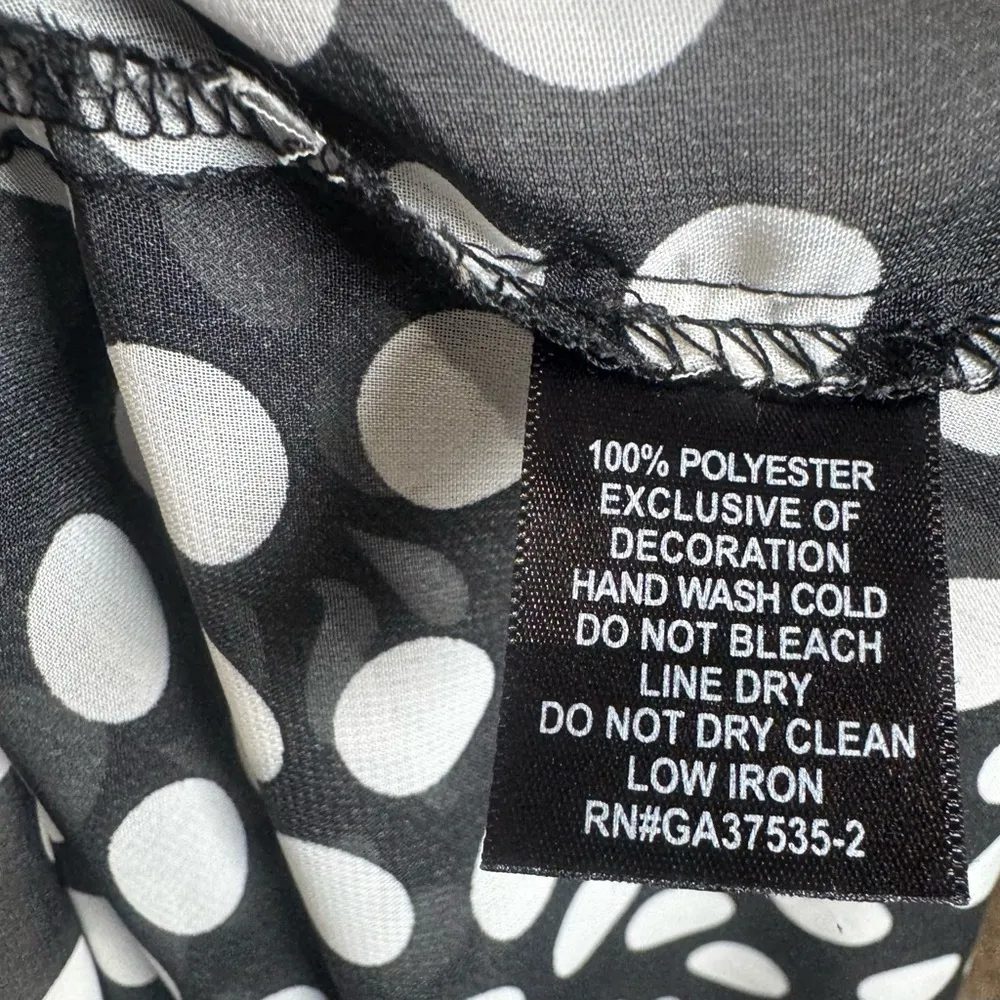 100% POLYESTER
EXCLUSIVE OF
DECORATION
HAND WASH COLD
DO NOT BLEACH
LINE DRY
DO NOT DRY CLEAN
LOW IRON
RN#GA37535-2